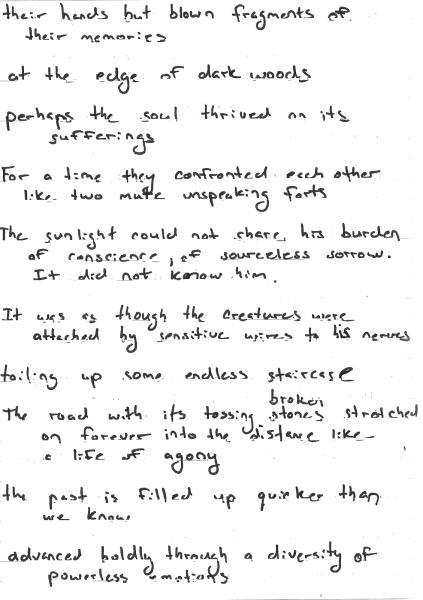 their hands but blown fragments of
their memories
at the edge of dark woods
perhaps the soul thrived on its
sufferings
For a time they confronted each other
like two mute unspeaking forts
The sunlight could not share his burden
of conscience, of sourceless sorrow.
It did not know him.
It was as though the creatures were
attached by sensitive wires to his nerves
toiling up some endless staircase
broken
The road with its tossing stones stretched
on forever into the distance like
a life of agony
the past is filled up quicker than
we know
advanced boldly through a diversity of
powerless emotions